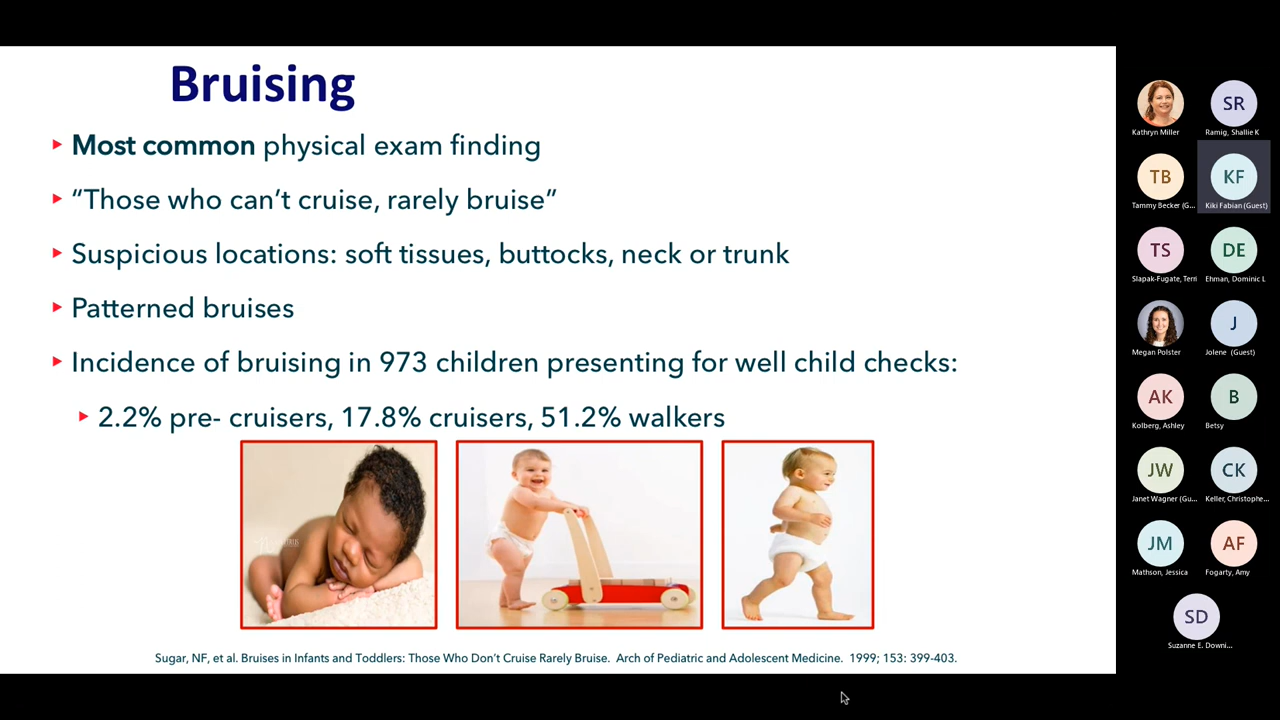 Bruising
Most common physical exam finding
“Those who can’t cruise, rarely bruise”
Suspicious locations: soft tissues, buttocks, neck or trunk
Patterned bruises
Incidence of bruising in 973 children presenting for well child checks:
2.2% pre- cruisers, 17.8% cruisers, 51.2% walkers
Sugar, NF, et al. Bruises in Infants and Toddlers: Those Who Don’t Cruise Rarely Bruise. Arch of Pediatric and Adolescent Medicine. 1999; 153: 399-403.
Kathryn Miller
SR
Ramig, Shallie K
TB
Tammy Becker (G...
KF
Kiki Fabian (Guest)
TS
Slapak-Fugate, Terri
DE
Ehman, Dominic L
Megan Polster
J
Jolene (Guest)
AK
Kolberg, Ashley
B
Betsy
JW
Janet Wagner (Gu...
CK
Keller, Christophe...
JM
Mathson, Jessica
AF
Fogarty, Amy
SD
Suzanne E. Downi...